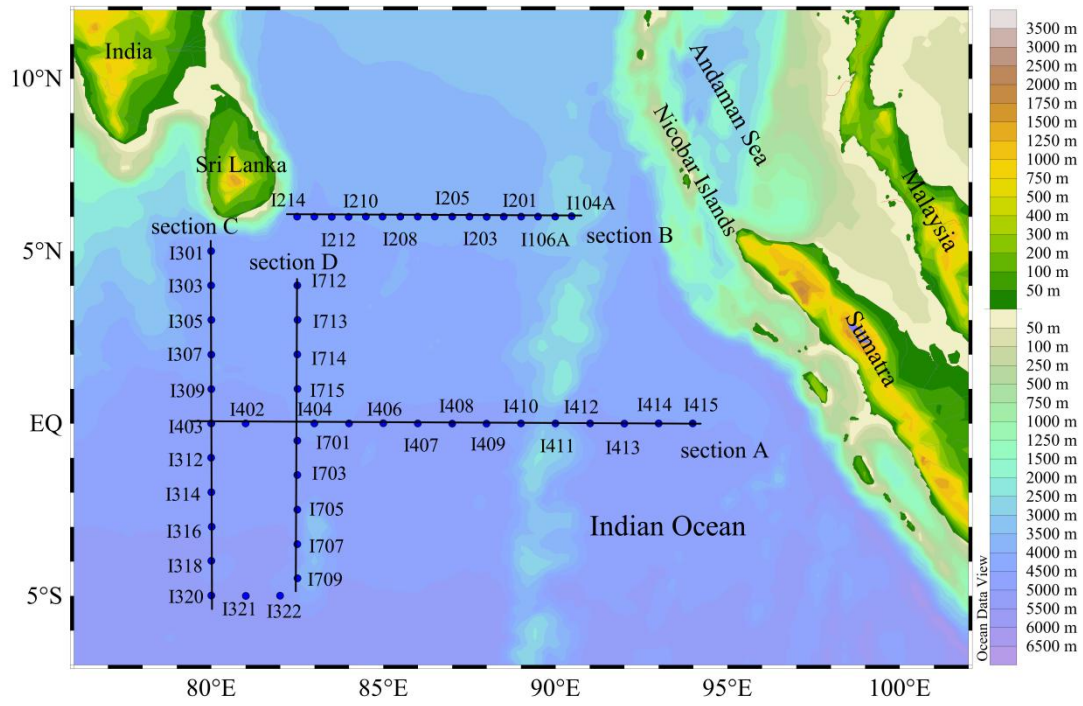 India
Sri Lanka
Andaman Sea
Nicobar Islands
Malaysia
Sumatra
Indian Ocean
10°N
5°N
EQ
5°S
80°E
85°E
90°E
95°E
100°E
I214
I210
I205
I201
I104A
I212
I208
I203
I106A
section B
section C
I301
I303
I305
I307
I309
I403
I312
I314
I316
I318
I320
I321
I322
section D
I712
I713
I714
I715
I701
I703
I705
I707
I709
I402
I404
I406
I408
I410
I412
I414
I415
I407
I409
I411
I413
section A
Ocean Data View
3500 m
3000 m
2000 m
1750 m
1500 m
1250 m
1000 m
750 m
500 m
400 m
300 m
200 m
100 m
50 m
50 m
100 m
250 m
500 m
750 m
1000 m
1250 m
1500 m
1750 m
2000 m
2500 m
3000 m
3500 m
4000 m
4500 m
5000 m
5500 m
6000 m
6500 m